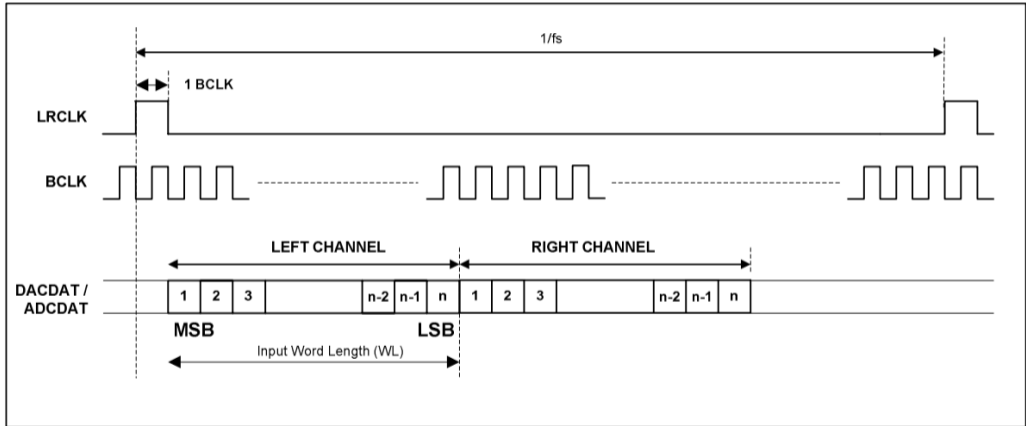 1/fs
1 BCLK
LRCLK
BCLK
LEFT CHANNEL RIGHT CHANNEL
DACDAT /
ADCDAT
1 2 3 n-2 n-1 n 1 2 3 n-2 n-1 n
MSB LSB
Input Word Length (WL)